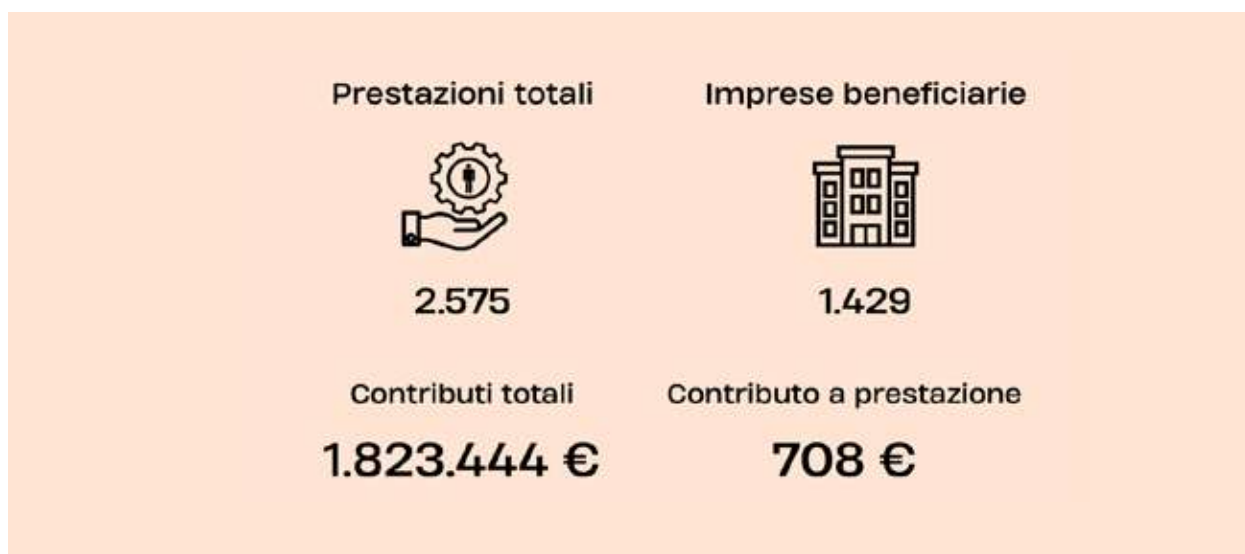 Prestazioni totali
Imprese beneficiarie
2.575
1.429
Contributi totali
Contributo a prestazione
1.823.444 €
708 €